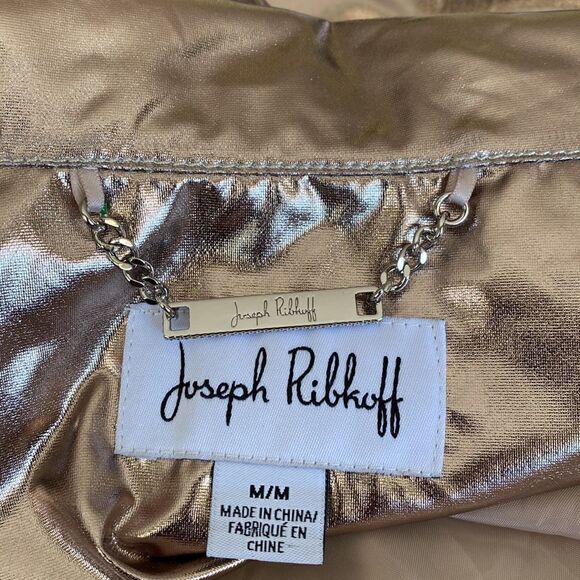 Joseph Ribkoff
Joseph Ribkoff
M/M
MADE IN CHINA/
FABRIQUÉ EN
CHINE